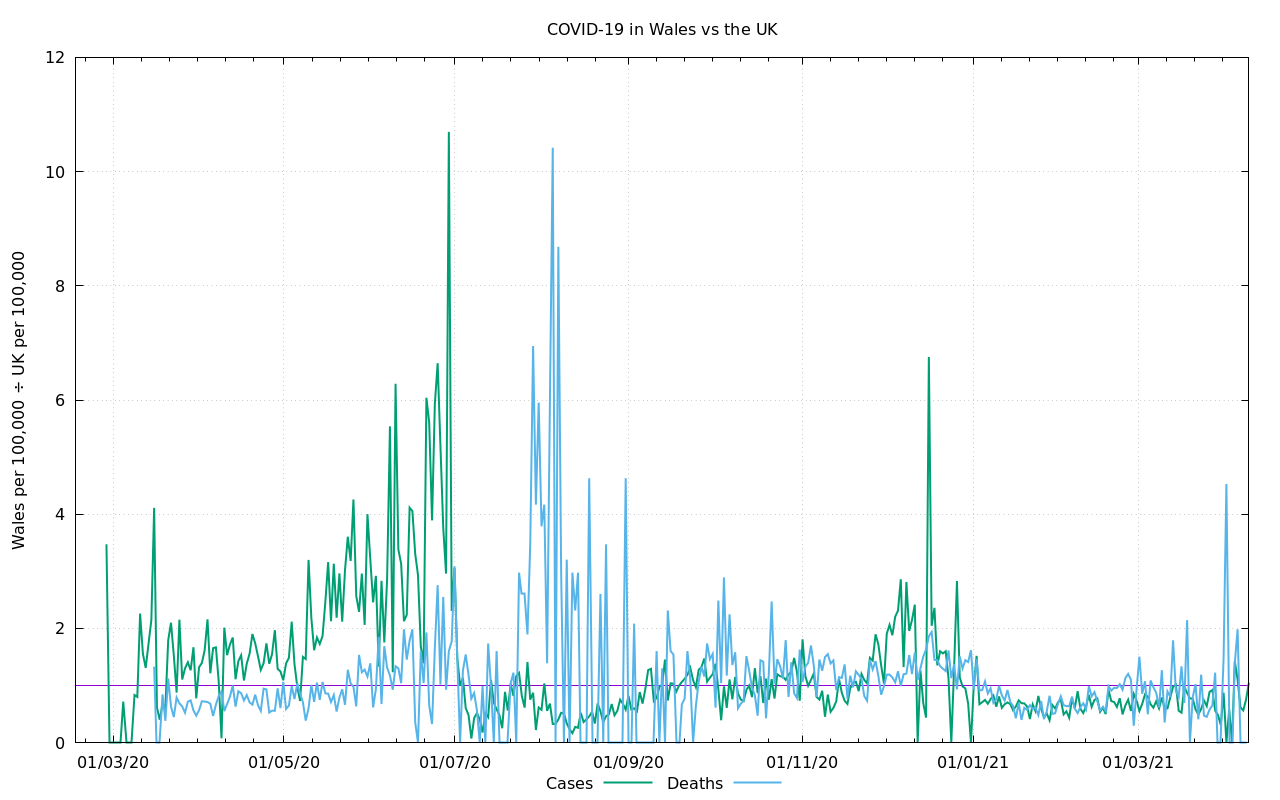 COVID-19 in Wales vs the UK
12
10
8
6
4
2
0
Wales per 100,000 ÷ UK per 100,000
01/03/20 01/05/20 01/07/20 01/09/20 01/11/20 01/01/21 01/03/21
Cases Deaths